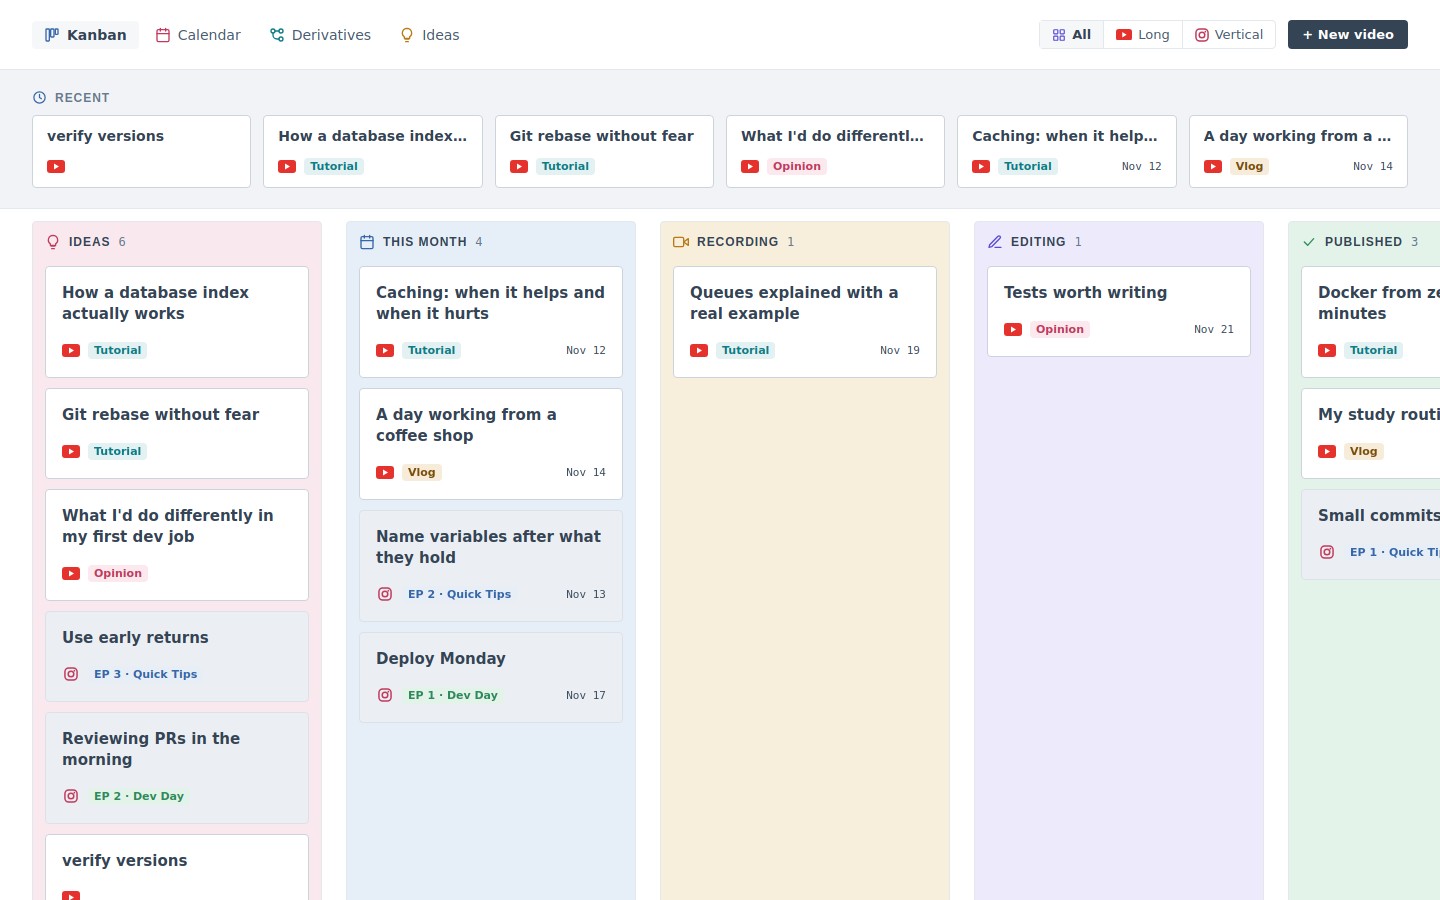 Kanban
Calendar
Derivatives
Ideas
All
Long
Vertical
+ New video
RECENT
verify versions
How a database index…
Tutorial
Git rebase without fear
Tutorial
What I'd do differentl…
Opinion
Caching: when it help…
Tutorial
Nov 12
A day working from a …
Vlog
Nov 14
IDEAS 6
How a database index
actually works
Tutorial
Git rebase without fear
Tutorial
What I'd do differently in
my first dev job
Opinion
Use early returns
EP 3 · Quick Tips
Reviewing PRs in the
morning
EP 2 · Dev Day
verify versions
THIS MONTH 4
Caching: when it helps and
when it hurts
Tutorial
Nov 12
A day working from a
coffee shop
Vlog
Nov 14
Name variables after what
they hold
EP 2 · Quick Tips
Nov 13
Deploy Monday
EP 1 · Dev Day
Nov 17
RECORDING 1
Queues explained with a
real example
Tutorial
Nov 19
EDITING 1
Tests worth writing
Opinion
Nov 21
PUBLISHED 3
Docker from
minutes
Tutorial
My study
Vlog
Small commits
EP 1 · Quick